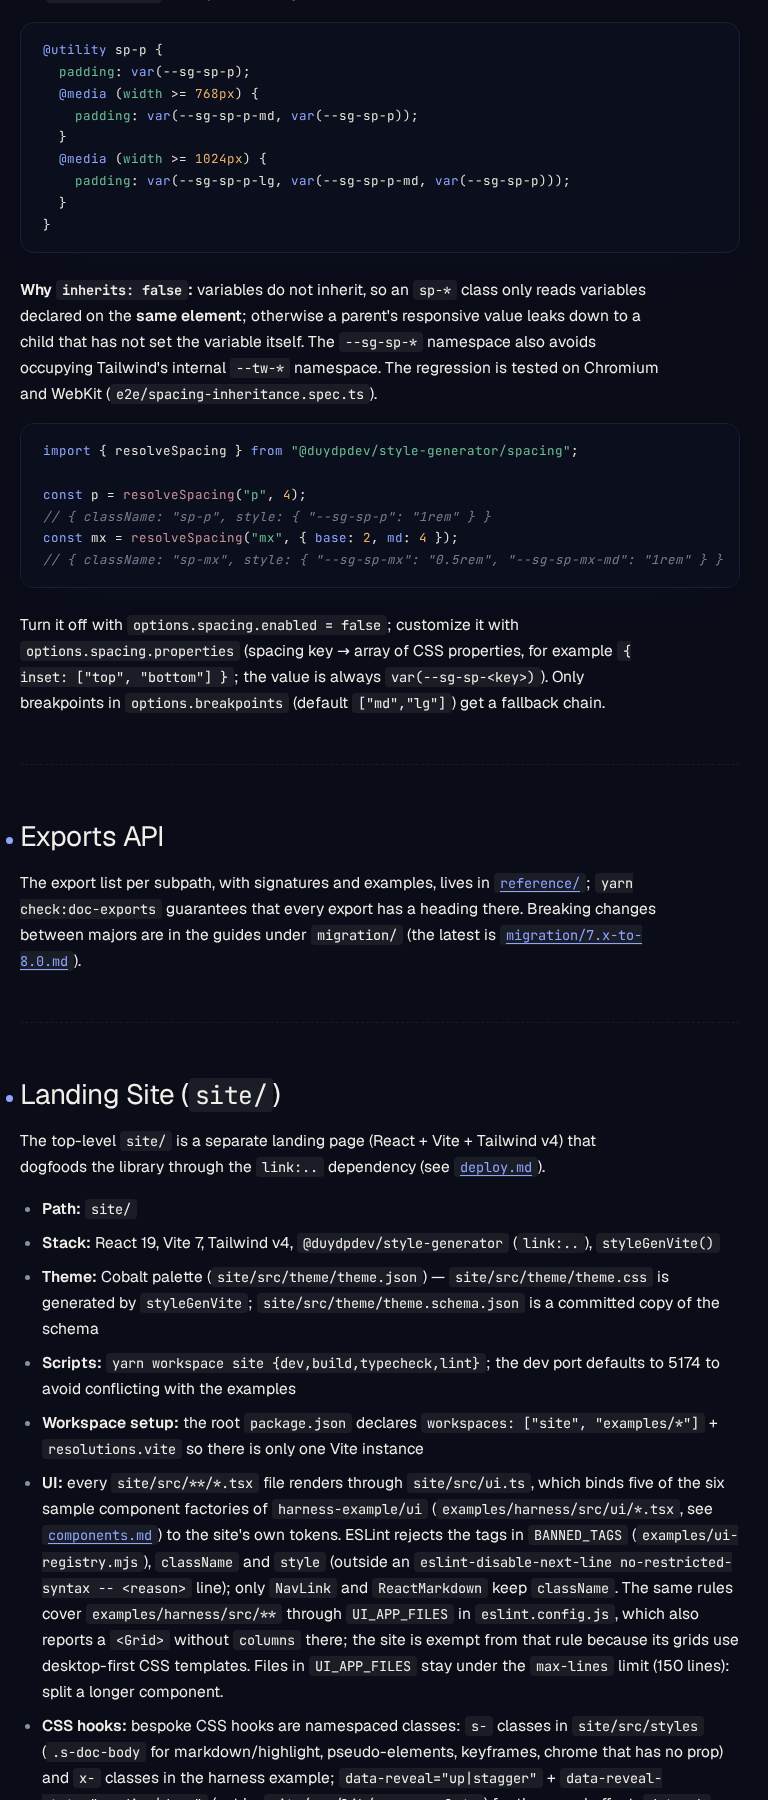 @utility sp-p {
padding: var(--sg-sp-p);
@media (width >= 768px) {
padding: var(--sg-sp-p-md, var(--sg-sp-p));
}
@media (width >= 1024px) {
padding: var(--sg-sp-p-lg, var(--sg-sp-p-md, var(--sg-sp-p)));
}
}
Why inherits: false: variables do not inherit, so an sp-* class only reads variables
declared on the same element; otherwise a parent's responsive value leaks down to a
child that has not set the variable itself. The --sg-sp-* namespace also avoids
occupying Tailwind's internal --tw-* namespace. The regression is tested on Chromium
and WebKit (e2e/spacing-inheritance.spec.ts).
import { resolveSpacing } from "@duydpdev/style-generator/spacing";
const p = resolveSpacing("p", 4);
// { className: "sp-p", style: { "--sg-sp-p": "1rem" } }
const mx = resolveSpacing("mx", { base: 2, md: 4 });
// { className: "sp-mx", style: { "--sg-sp-mx": "0.5rem", "--sg-sp-mx-md": "1rem" } }
Turn it off with options.spacing.enabled = false; customize it with
options.spacing.properties (spacing key → array of CSS properties, for example {
inset: ["top", "bottom"] }; the value is always var(--sg-sp-<key>)). Only
breakpoints in options.breakpoints (default ["md","lg"]) get a fallback chain.
Exports API
The export list per subpath, with signatures and examples, lives in reference/; yarn
check:doc-exports guarantees that every export has a heading there. Breaking changes
between majors are in the guides under migration/ (the latest is migration/7.x-to-
8.0.md).
Landing Site (site/)
The top-level site/ is a separate landing page (React + Vite + Tailwind v4) that
dogfoods the library through the link:.. dependency (see deploy.md).
• Path: site/
• Stack: React 19, Vite 7, Tailwind v4, @duydpdev/style-generator (link:..), styleGenVite()
• Theme: Cobalt palette (site/src/theme/theme.json) — site/src/theme/theme.css is
generated by styleGenVite; site/src/theme/theme.schema.json is a committed copy of the
schema
• Scripts: yarn workspace site {dev,build,typecheck,lint}; the dev port defaults to 5174 to
avoid conflicting with the examples
• Workspace setup: the root package.json declares workspaces: ["site", "examples/*"] +
resolutions.vite so there is only one Vite instance
• UI: every site/src/**/*.tsx file renders through site/src/ui.ts, which binds five of the six
sample component factories of harness-example/ui (examples/harness/src/ui/*.tsx, see
components.md) to the site's own tokens. ESLint rejects the tags in BANNED_TAGS (examples/ui-
registry.mjs), className and style (outside an eslint-disable-next-line no-restricted-
syntax -- <reason> line); only NavLink and ReactMarkdown keep className. The same rules
cover examples/harness/src/** through UI_APP_FILES in eslint.config.js, which also
reports a <Grid> without columns there; the site is exempt from that rule because its grids use
desktop-first CSS templates. Files in UI_APP_FILES stay under the max-lines limit (150 lines):
split a longer component.
• CSS hooks: bespoke CSS hooks are namespaced classes: s- classes in site/src/styles
(.s-doc-body for markdown/highlight, pseudo-elements, keyframes, chrome that has no prop)
and x- classes in the harness example; data-reveal="up|stagger" + data-reveal-